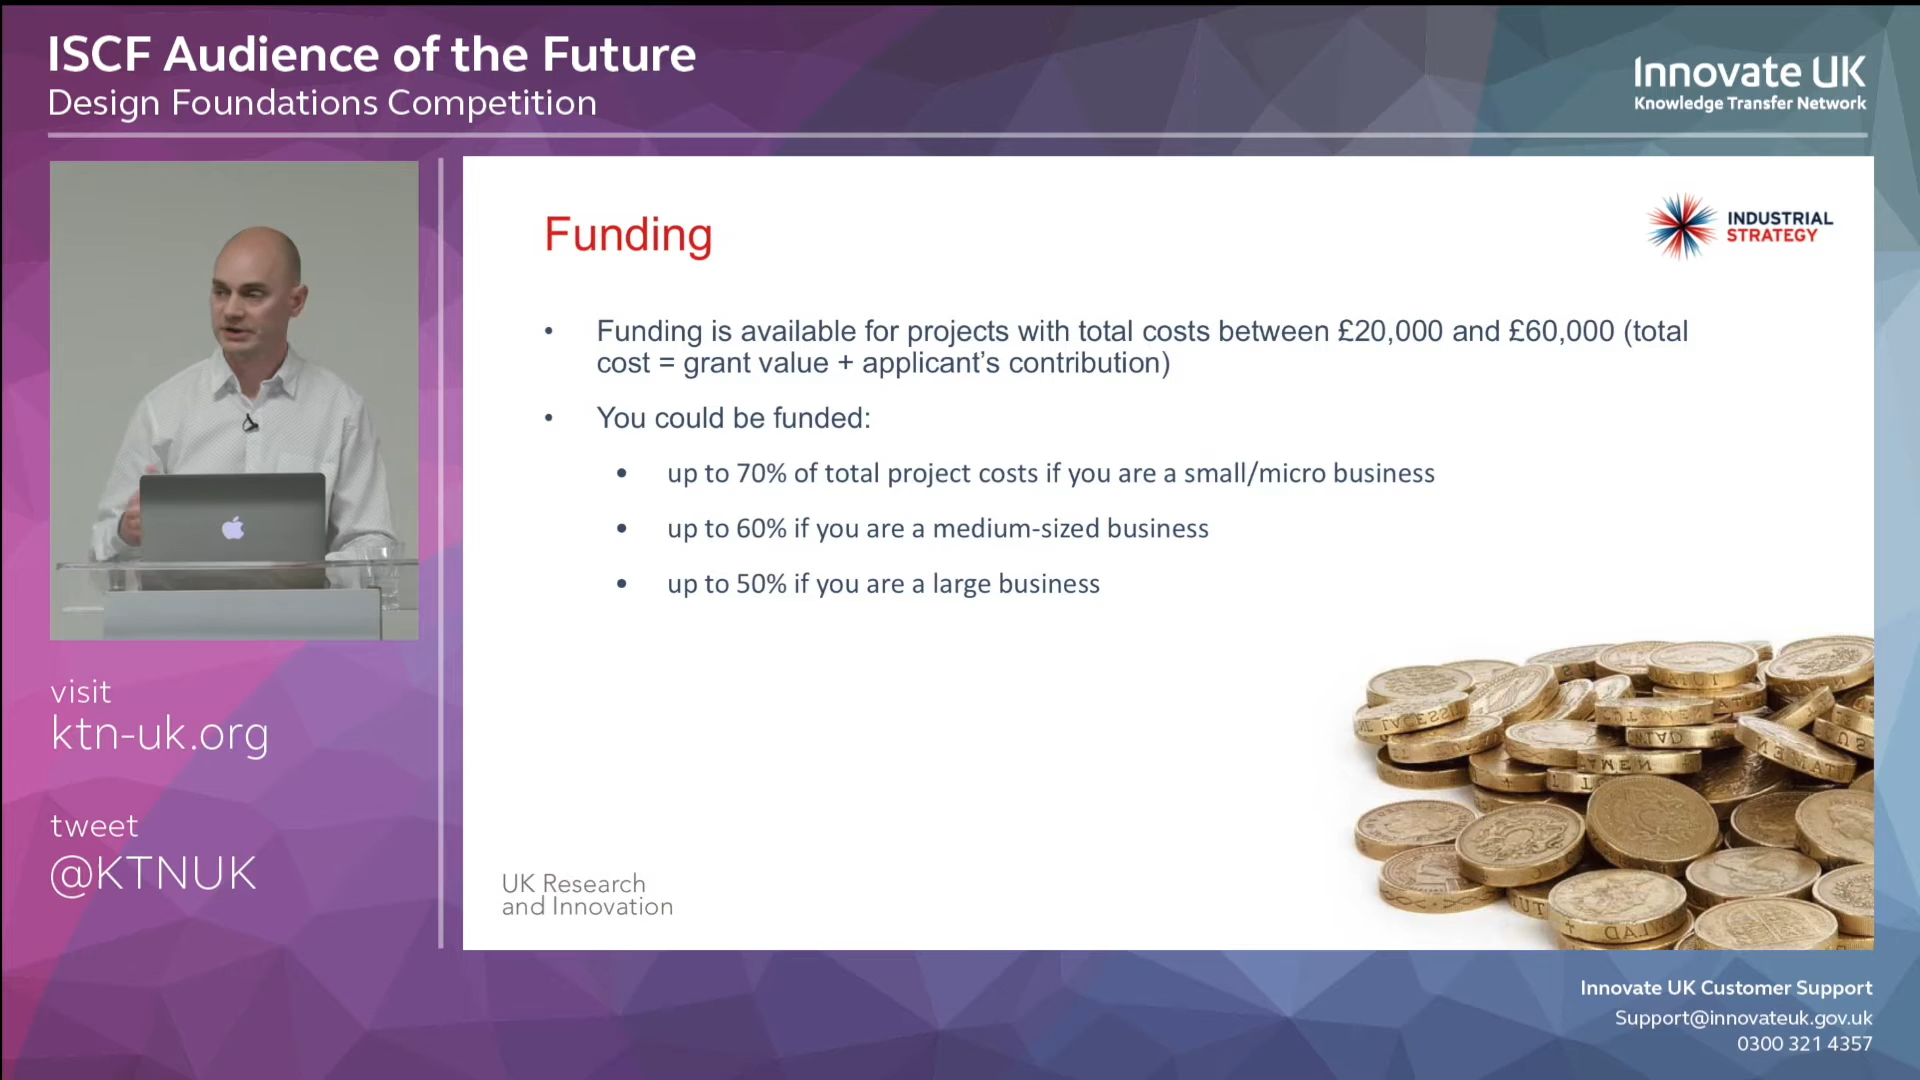 ISCF Audience of the Future
Design Foundations Competition
Innovate UK
Knowledge Transfer Network
Funding
INDUSTRIAL
STRATEGY
• Funding is available for projects with total costs between £20,000 and £60,000 (total
cost = grant value + applicant’s contribution)
• You could be funded:
• up to 70% of total project costs if you are a small/micro business
• up to 60% if you are a medium-sized business
• up to 50% if you are a large business
visit
ktn-uk.org
tweet
@KTNUK
UK Research
and Innovation
Innovate UK Customer Support
Support@innovateuk.gov.uk
0300 321 4357